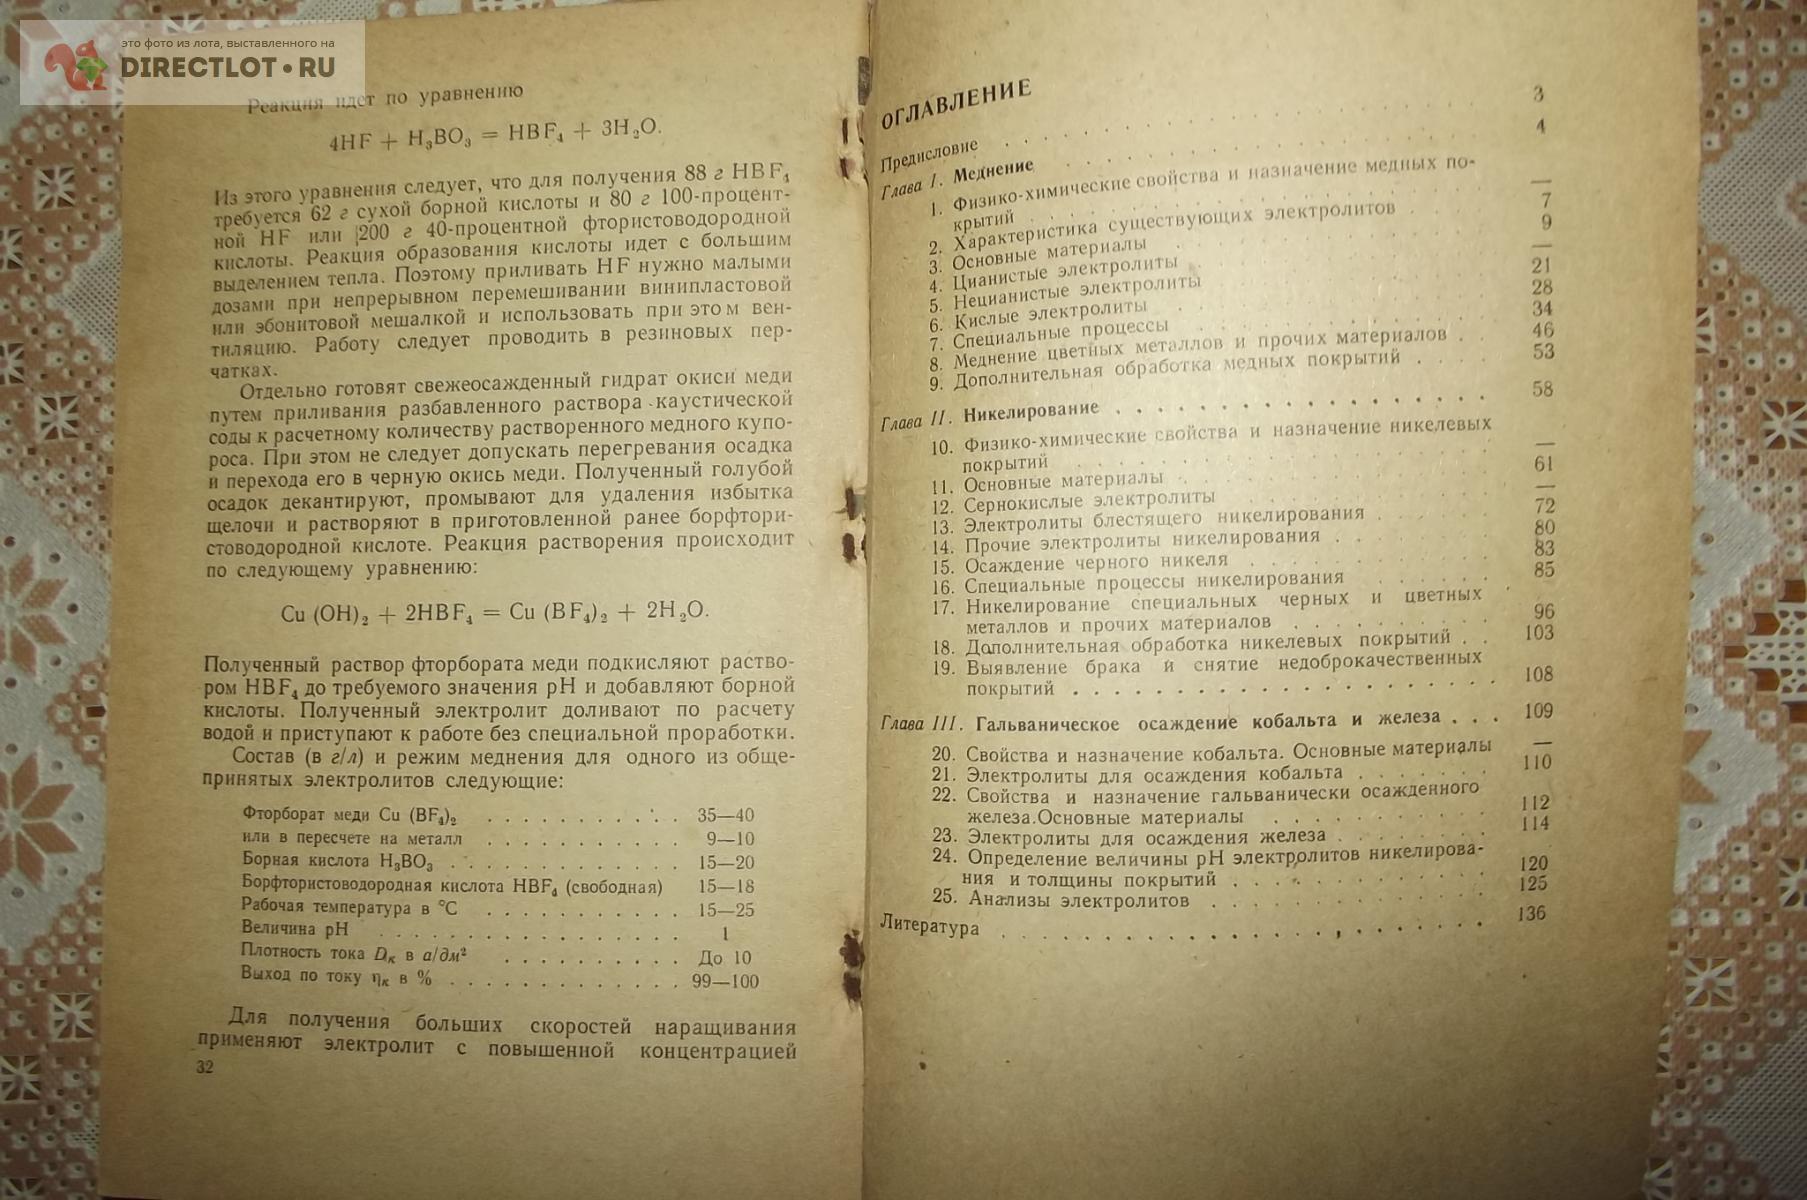 это фото из лота, выставленного на
DIRECTLOT•RU
Реакция идет по уравнению
4HF + H₃BO₃ = HBF₄ + 3H₂O.
Из этого уравнения следует, что для получения 88 г HBF₄
требуется 62 г сухой борной кислоты и 80 г 100-процент-
ной HF или 200 г 40-процентной фтористоводородной
кислоты. Реакция образования кислоты идет с большим
выделением тепла. Поэтому приливать HF нужно малыми
дозами при непрерывном перемешивании винипластовой
или эбонитовой мешалкой и использовать при этом вен-
тиляцию. Работу следует проводить в резиновых пер-
чатках.
Отдельно готовят свежеосажденный гидрат окиси меди
путем приливания разбавленного раствора каустической
соды к расчетному количеству растворенного медного купо-
роса. При этом не следует допускать перегревания осадка
и перехода его в черную окись меди. Полученный голубой
осадок декантируют, промывают для удаления избытка
щелочи и растворяют в приготовленной ранее борфтори-
стоводородной кислоте. Реакция растворения происходит
по следующему уравнению:
Cu (OH)₂ + 2HBF₄ = Cu (BF₄)₂ + 2H₂O.
Полученный раствор фторбората меди подкисляют раство-
ром HBF₄ до требуемого значения pH и добавляют борной
кислоты. Полученный электролит доливают по расчету
водой и приступают к работе без специальной проработки.
Состав (в г/л) и режим меднения для одного из обще-
принятых электролитов следующие:
Фторборат меди Cu (BF₄)₂ . . . . . . . . . . 35—40
или в пересчете на металл . . . . . . . . . . 9—10
Борная кислота H₃BO₃ . . . . . . . . . . . . 15—20
Борфтористоводородная кислота HBF₄ (свободная) 15—18
Рабочая температура в °C . . . . . . . . . . 15—25
Величина pH . . . . . . . . . . . . . . . 1
Плотность тока Dₖ в а/дм² . . . . . . . . . До 10
Выход по току ηₖ в % . . . . . . . . . . . . 99—100
Для получения больших скоростей наращивания
применяют электролит с повышенной концентрацией
32
ОГЛАВЛЕНИЕ
Предисловие . . . . . . . . . . . . . . . . 3
Глава I. Меднение . . . . . . . . . . . . . . 4
1. Физико-химические свойства и назначение медных по-
крытий . . . . . . . . . . . . . . . . —
2. Характеристика существующих электролитов . . . . 7
3. Основные материалы . . . . . . . . . . . . 9
4. Цианистые электролиты . . . . . . . . . . . —
5. Нецианистые электролиты . . . . . . . . . . 21
6. Кислые электролиты . . . . . . . . . . . . 28
7. Специальные процессы . . . . . . . . . . . 34
8. Меднение цветных металлов и прочих материалов . . 46
9. Дополнительная обработка медных покрытий . . . . 53
Глава II. Никелирование . . . . . . . . . . . . . . . . . . 58
10. Физико-химические свойства и назначение никелевых
покрытий . . . . . . . . . . . . . . . —
11. Основные материалы . . . . . . . . . . . . 61
12. Сернокислые электролиты . . . . . . . . . . —
13. Электролиты блестящего никелирования . . . . . 72
14. Прочие электролиты никелирования . . . . . . . 80
15. Осаждение черного никеля . . . . . . . . . . 83
16. Специальные процессы никелирования . . . . . . 85
17. Никелирование специальных черных и цветных
металлов и прочих материалов . . . . . . . . . 96
18. Дополнительная обработка никелевых покрытий . . 103
19. Выявление брака и снятие недоброкачественных
покрытий . . . . . . . . . . . . . . . . . . . . 108
Глава III. Гальваническое осаждение кобальта и железа . . . 109
20. Свойства и назначение кобальта. Основные материалы —
21. Электролиты для осаждения кобальта . . . . . . . 110
22. Свойства и назначение гальванически осажденного
железа.Основные материалы . . . . . . . . . . 112
23. Электролиты для осаждения железа . . . . . . . 114
24. Определение величины pH электролитов никелирова-
ния и толщины покрытий . . . . . . . . . . . . 120
25. Анализы электролитов . . . . . . . . . . . . . 125
Литература . . . . . . . . . . . . . . . . . . . . . 136